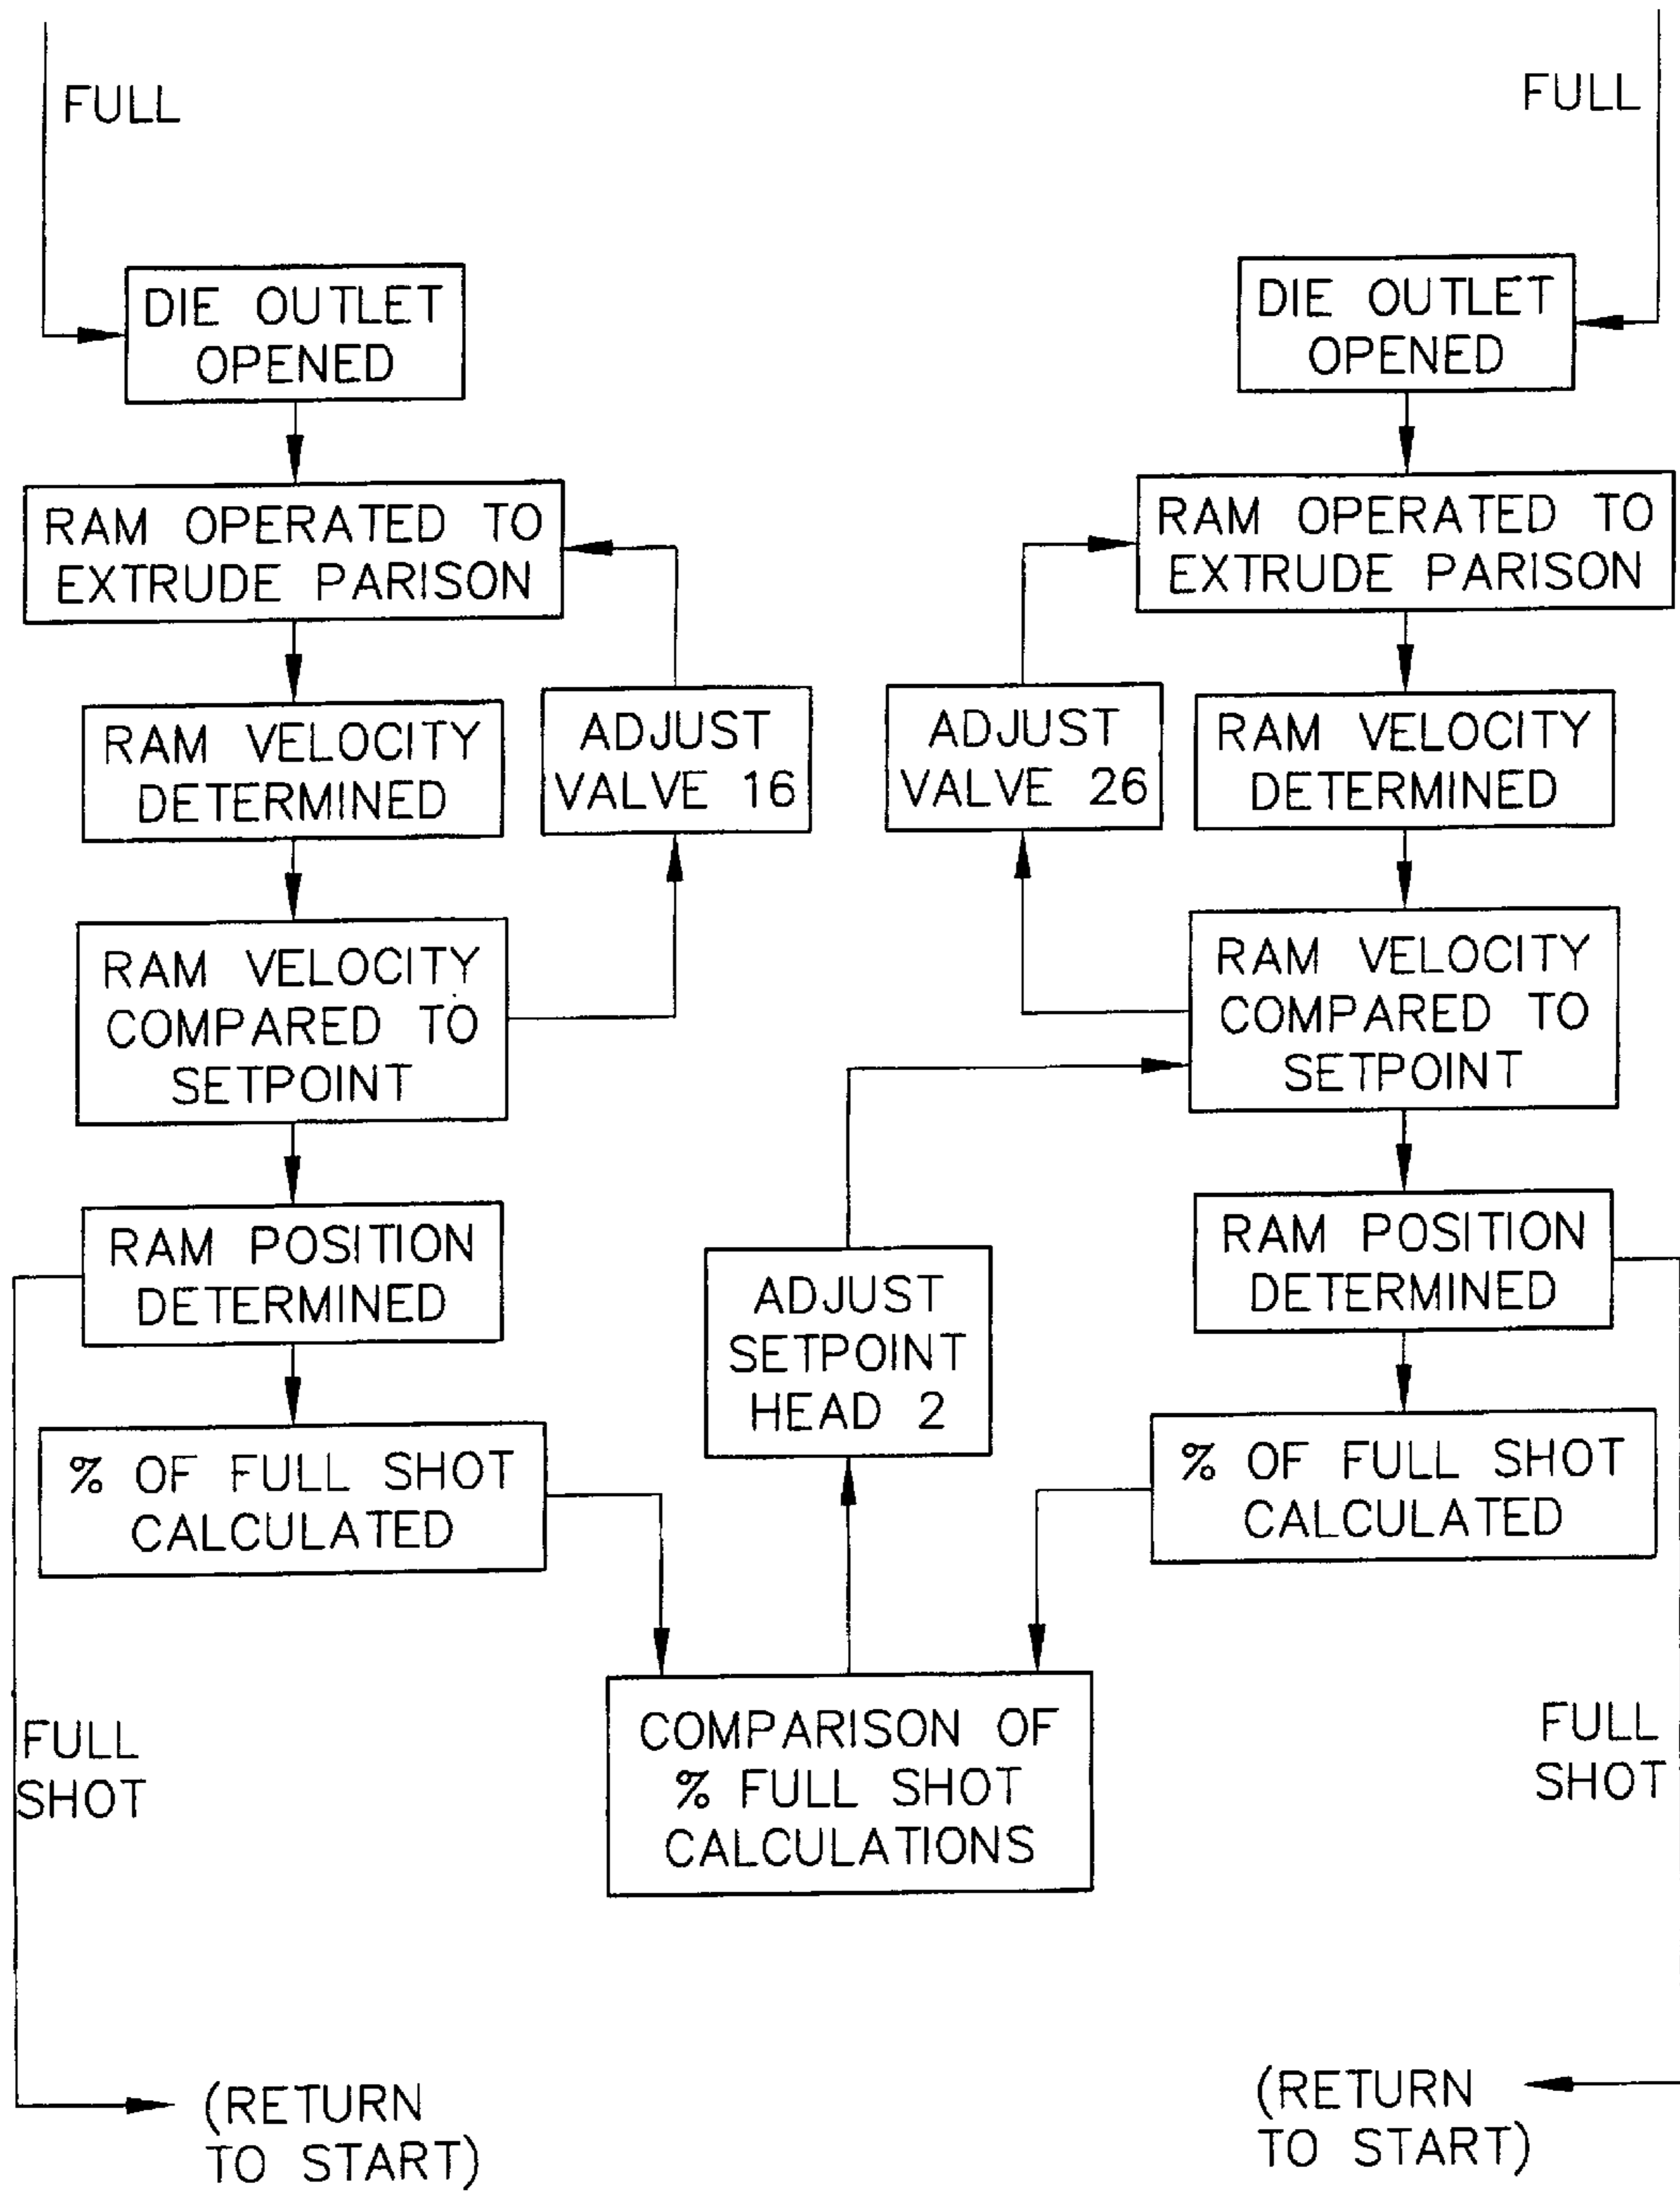 FULL
DIE OUTLET
OPENED
RAM OPERATED TO
EXTRUDE PARISON
RAM VELOCITY
DETERMINED
ADJUST
VALVE 16
RAM VELOCITY
COMPARED TO
SETPOINT
RAM POSITION
DETERMINED
% OF FULL SHOT
CALCULATED
FULL
SHOT
(RETURN
TO START)
ADJUST
SETPOINT
HEAD 2
COMPARISON OF
% FULL SHOT
CALCULATIONS
FULL
DIE OUTLET
OPENED
RAM OPERATED TO
EXTRUDE PARISON
ADJUST
VALVE 26
RAM VELOCITY
DETERMINED
RAM VELOCITY
COMPARED TO
SETPOINT
RAM POSITION
DETERMINED
% OF FULL SHOT
CALCULATED
FULL
SHOT
(RETURN
TO START)